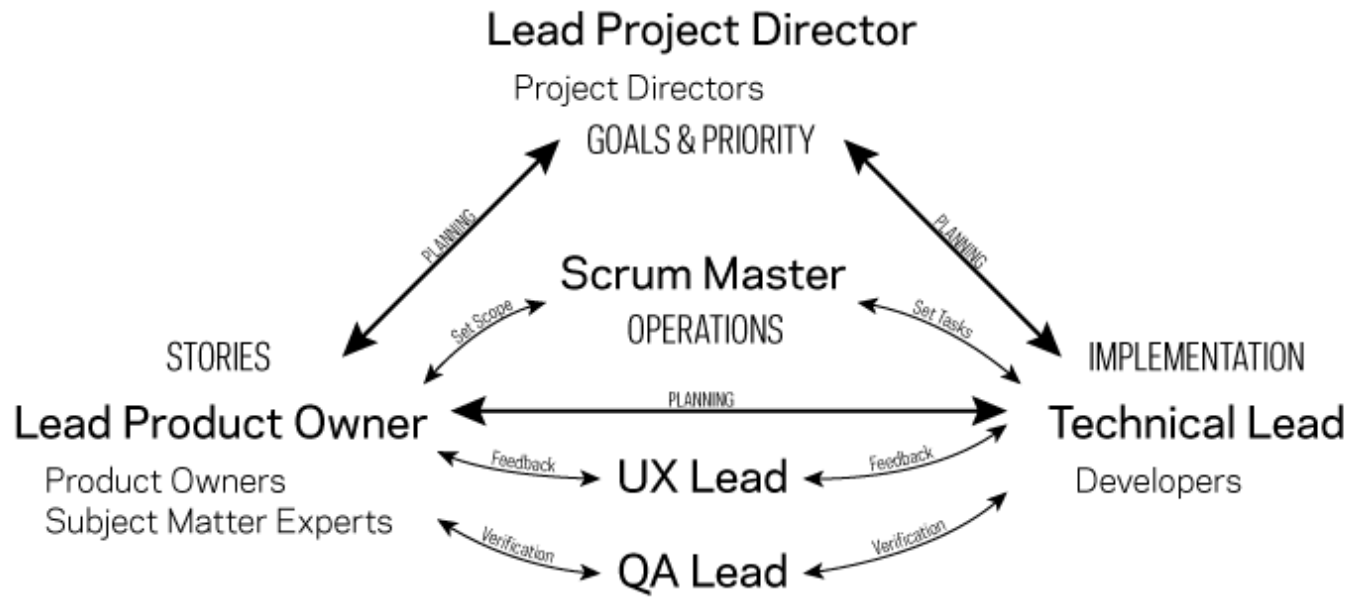 Lead Project Director
Project Directors
GOALS & PRIORITY
PLANNING
PLANNING
Scrum Master
OPERATIONS
Set Scope
Set Tasks
STORIES
IMPLEMENTATION
PLANNING
Lead Product Owner
Technical Lead
Product Owners
Subject Matter Experts
Developers
Feedback
UX Lead
Feedback
Verification
QA Lead
Verification